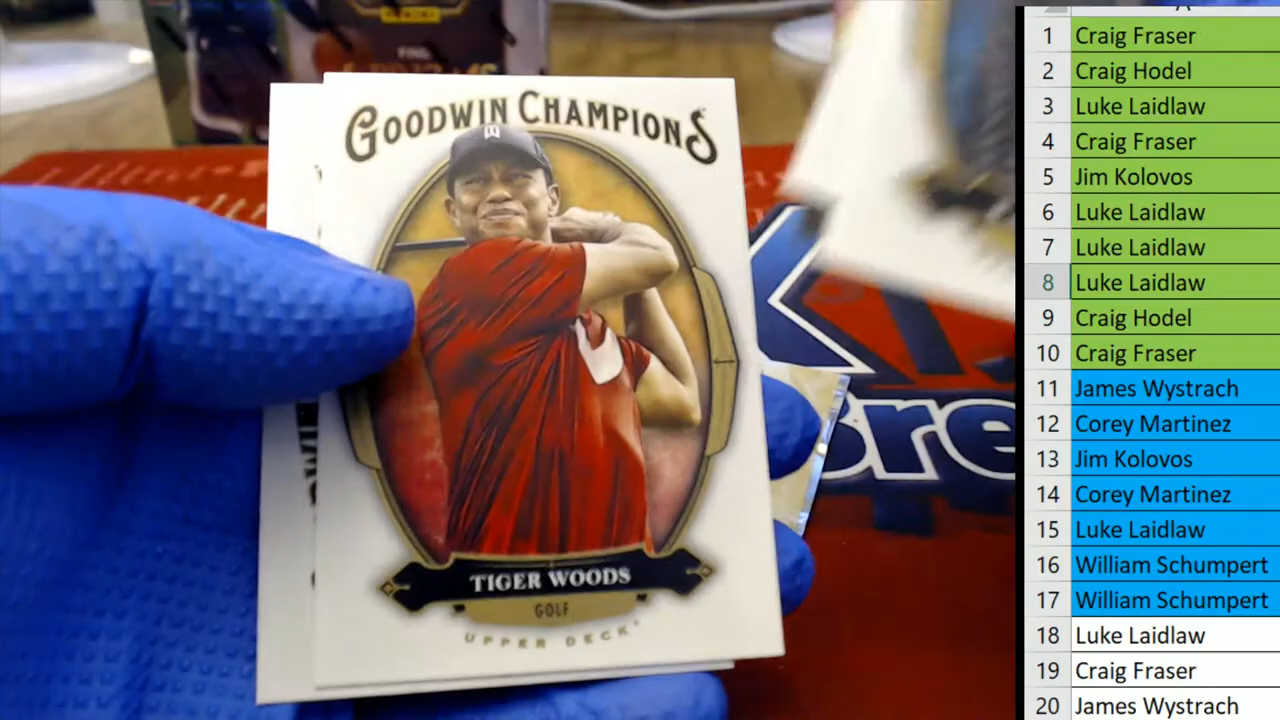 GOODWIN CHAMPIONS
TIGER WOODS
GOLF
UPPER DECK
Bre
A
1 Craig Fraser
2 Craig Hodel
3 Luke Laidlaw
4 Craig Fraser
5 Jim Kolovos
6 Luke Laidlaw
7 Luke Laidlaw
8 Luke Laidlaw
9 Craig Hodel
10 Craig Fraser
11 James Wystrach
12 Corey Martinez
13 Jim Kolovos
14 Corey Martinez
15 Luke Laidlaw
16 William Schumpert
17 William Schumpert
18 Luke Laidlaw
19 Craig Fraser
20 James Wystrach